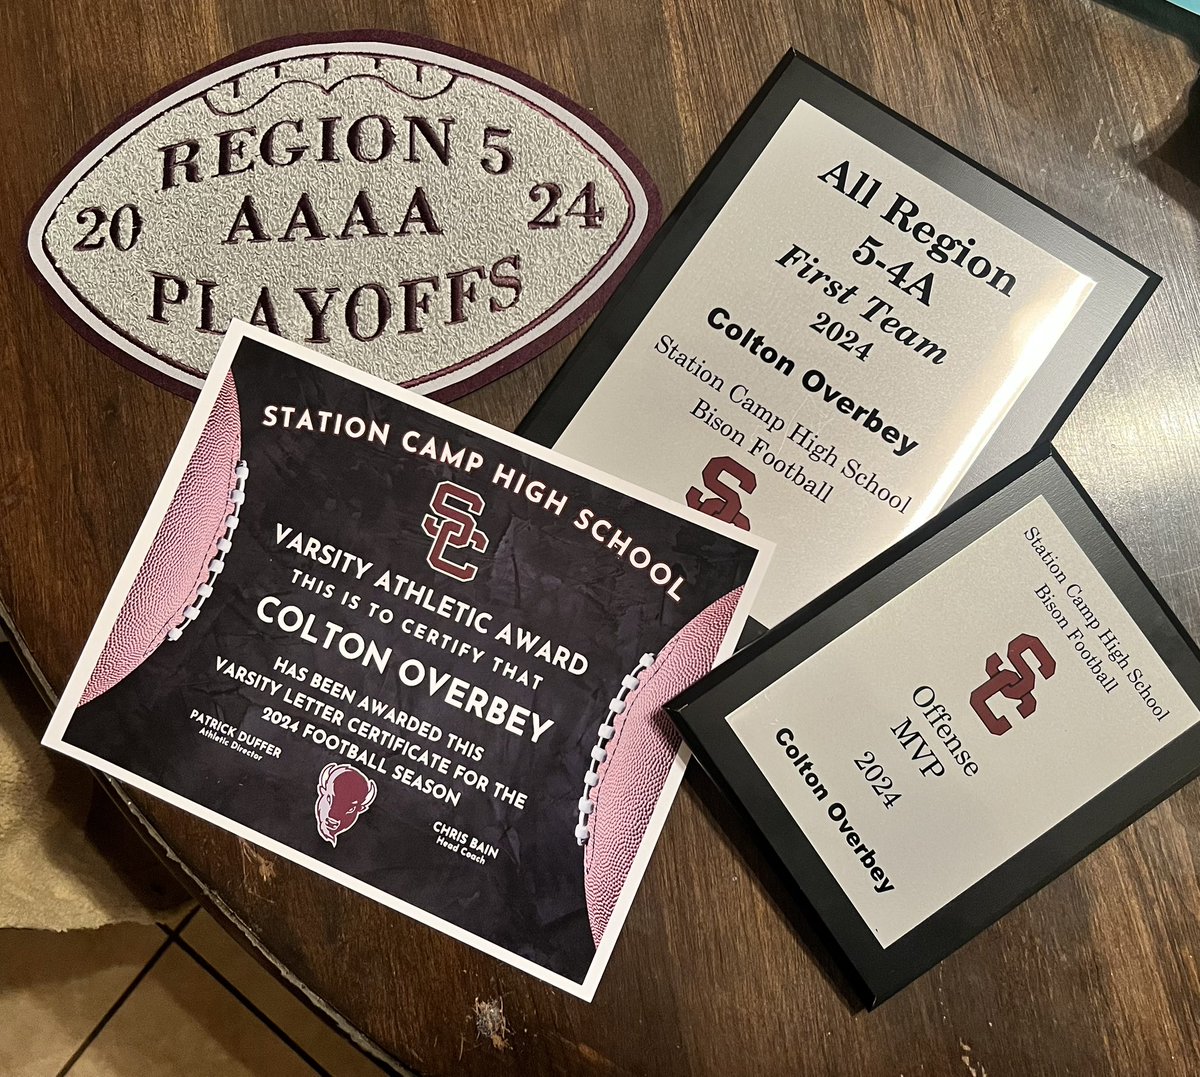 REGION 5
20 AAAA 24
PLAYOFFS
All Region
5-4A
First Team
2024
Colton Overbey
Station Camp High School
Bison Football
SC
STATION CAMP HIGH SCHOOL
SC
VARSITY ATHLETIC AWARD
THIS IS TO CERTIFY THAT
COLTON OVERBEY
HAS BEEN AWARDED THIS
VARSITY LETTER CERTIFICATE FOR THE
2024 FOOTBALL SEASON
PATRICK DUFFER
Athletic Director
CHRIS BAIN
Head Coach
Station Camp High School
Bison Football
SC
Offense
MVP
2024
Colton Overbey